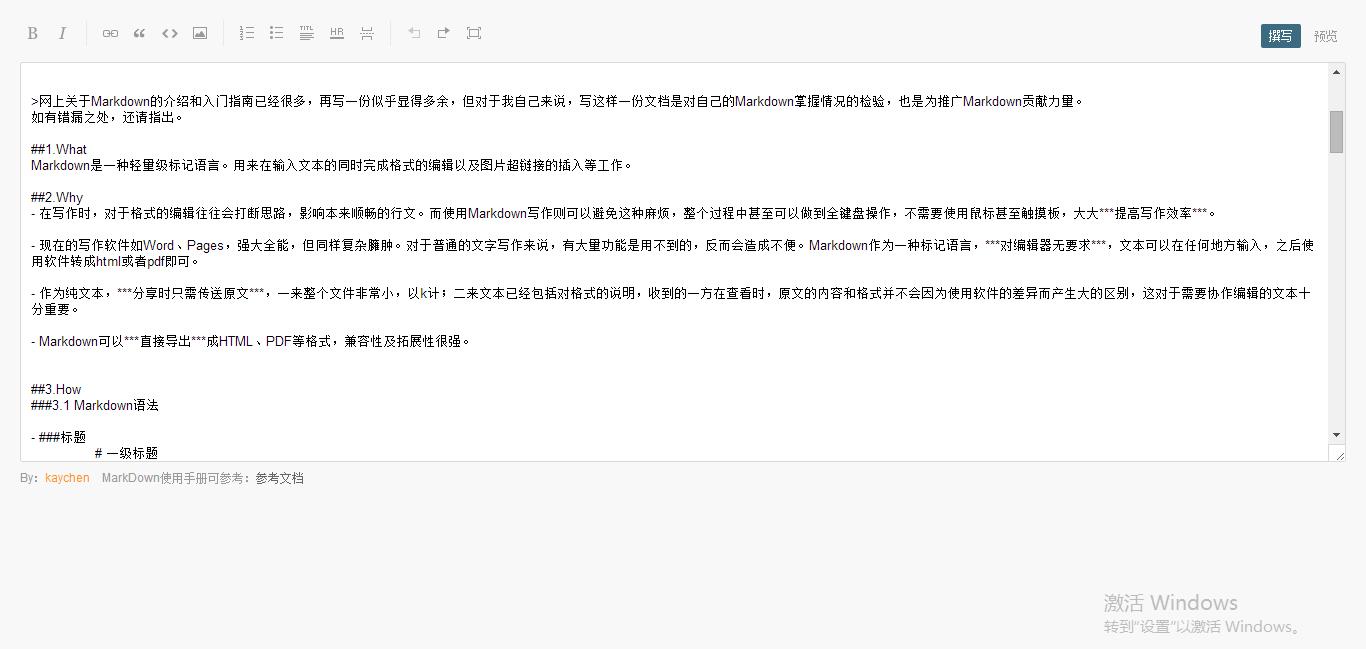 B I TITL HR 撰写 预览
>网上关于Markdown的介绍和入门指南已经很多，再写一份似乎显得多余，但对于我自己来说，写这样一份文档是对自己的Markdown掌握情况的检验，也是为推广Markdown贡献力量。
如有错漏之处，还请指出。
##1.What
Markdown是一种轻量级标记语言。用来在输入文本的同时完成格式的编辑以及图片超链接的插入等工作。
##2.Why
- 在写作时，对于格式的编辑往往会打断思路，影响本来顺畅的行文。而使用Markdown写作则可以避免这种麻烦，整个过程中甚至可以做到全键盘操作，不需要使用鼠标甚至触摸板，大大***提高写作效率***。
- 现在的写作软件如Word、Pages，强大全能，但同样复杂臃肿。对于普通的文字写作来说，有大量功能是用不到的，反而会造成不便。Markdown作为一种标记语言，***对编辑器无要求***，文本可以在任何地方输入，之后使
用软件转成html或者pdf即可。
- 作为纯文本，***分享时只需传送原文***，一来整个文件非常小，以k计；二来文本已经包括对格式的说明，收到的一方在查看时，原文的内容和格式并不会因为使用软件的差异而产生大的区别，这对于需要协作编辑的文本十
分重要。
- Markdown可以***直接导出***成HTML、PDF等格式，兼容性及拓展性很强。
##3.How
###3.1 Markdown语法
- ###标题
# 一级标题
By：kaychen MarkDown使用手册可参考：参考文档
激活 Windows
转到"设置"以激活 Windows。